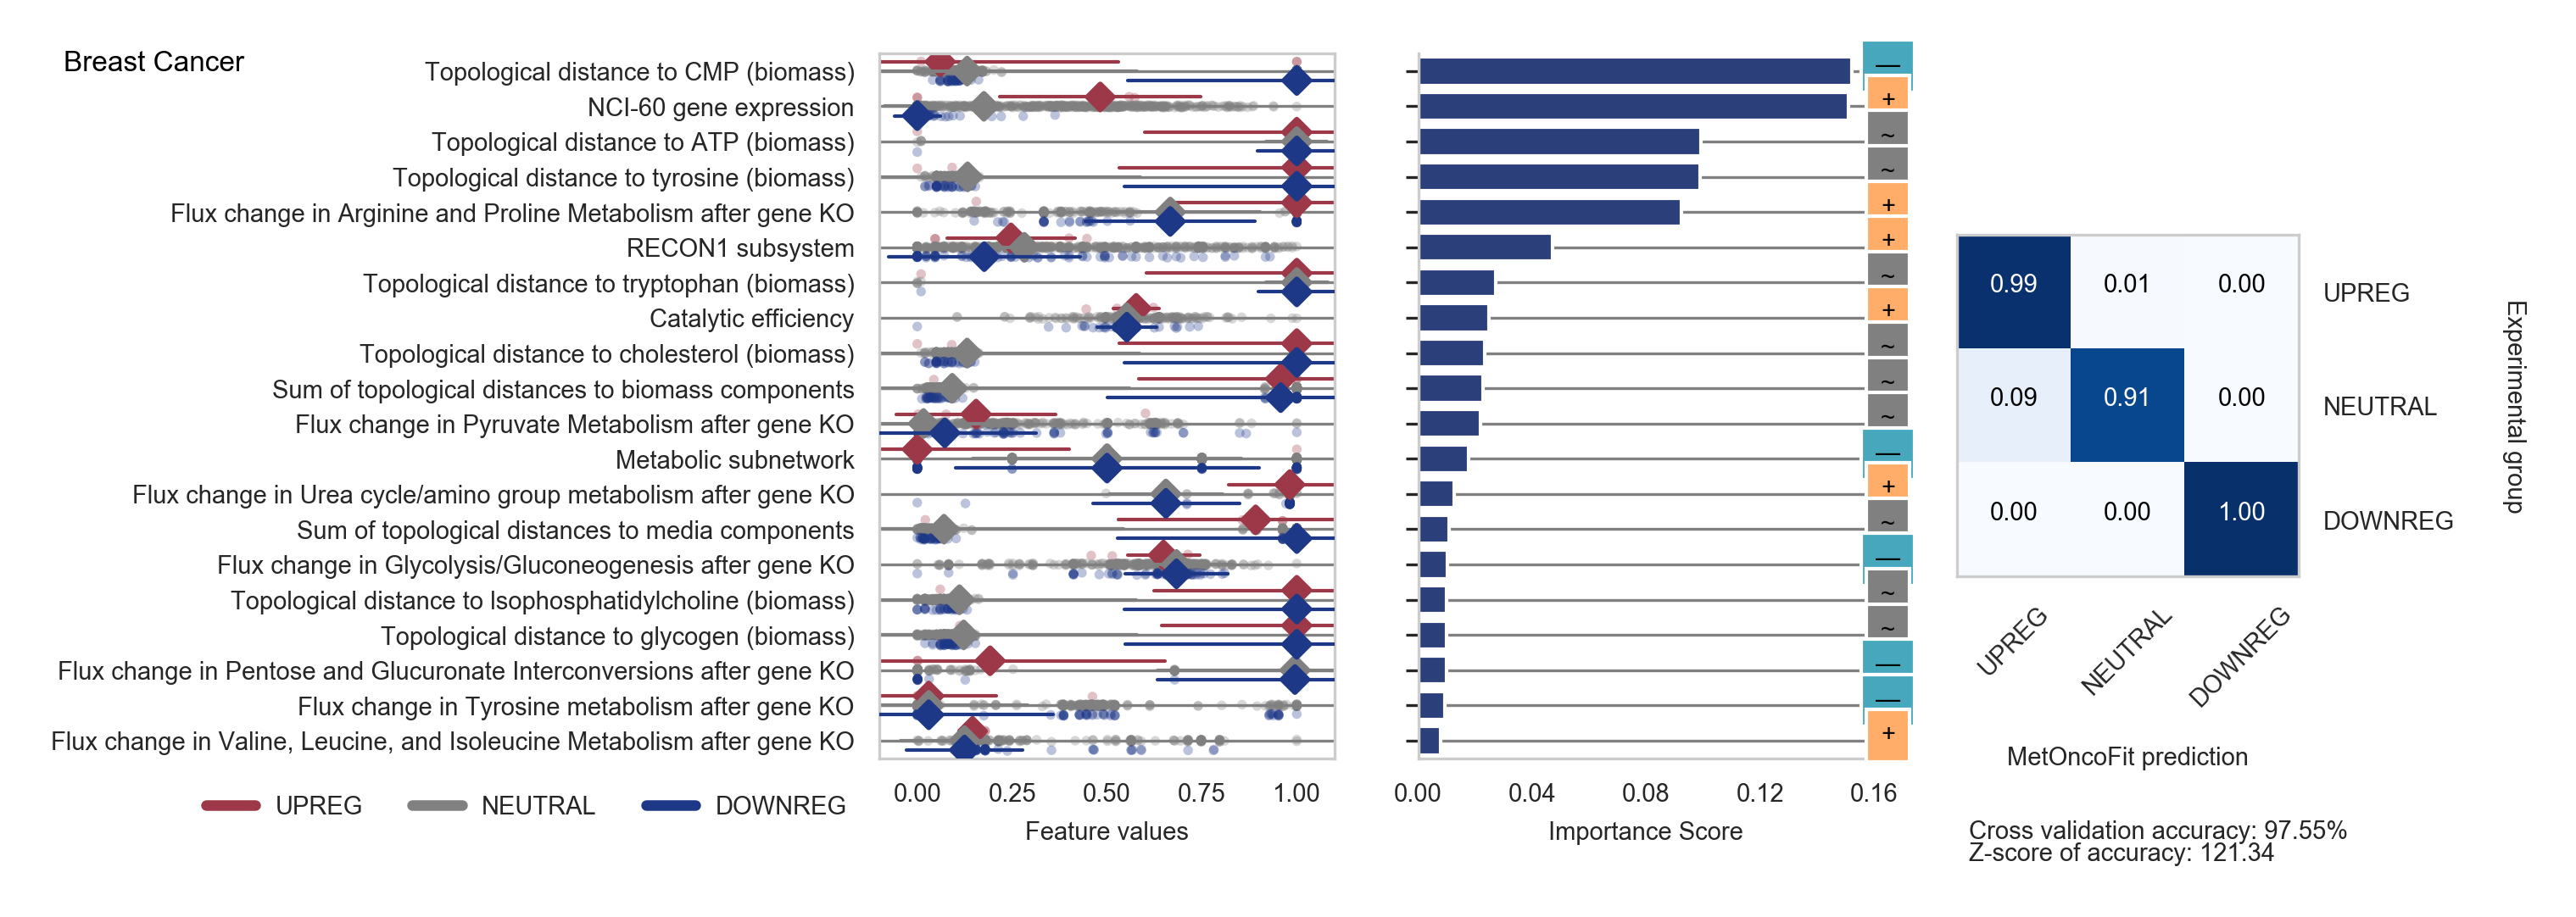 Breast Cancer
Topological distance to CMP (biomass)
NCI-60 gene expression
Topological distance to ATP (biomass)
Topological distance to tyrosine (biomass)
Flux change in Arginine and Proline Metabolism after gene KO
RECON1 subsystem
Topological distance to tryptophan (biomass)
Catalytic efficiency
Topological distance to cholesterol (biomass)
Sum of topological distances to biomass components
Flux change in Pyruvate Metabolism after gene KO
Metabolic subnetwork
Flux change in Urea cycle/amino group metabolism after gene KO
Sum of topological distances to media components
Flux change in Glycolysis/Gluconeogenesis after gene KO
Topological distance to Isophosphatidylcholine (biomass)
Topological distance to glycogen (biomass)
Flux change in Pentose and Glucuronate Interconversions after gene KO
Flux change in Tyrosine metabolism after gene KO
Flux change in Valine, Leucine, and Isoleucine Metabolism after gene KO
UPREG NEUTRAL DOWNREG
0.00 0.25 0.50 0.75 1.00
Feature values
—
+
~
~
+
+
~
+
~
~
~
—
+
~
—
~
~
—
—
+
0.00 0.04 0.08 0.12 0.16
Importance Score
0.99 0.01 0.00 UPREG
0.09 0.91 0.00 NEUTRAL
0.00 0.00 1.00 DOWNREG
Experimental group
UPREG NEUTRAL DOWNREG
MetOncoFit prediction
Cross validation accuracy: 97.55%
Z-score of accuracy: 121.34